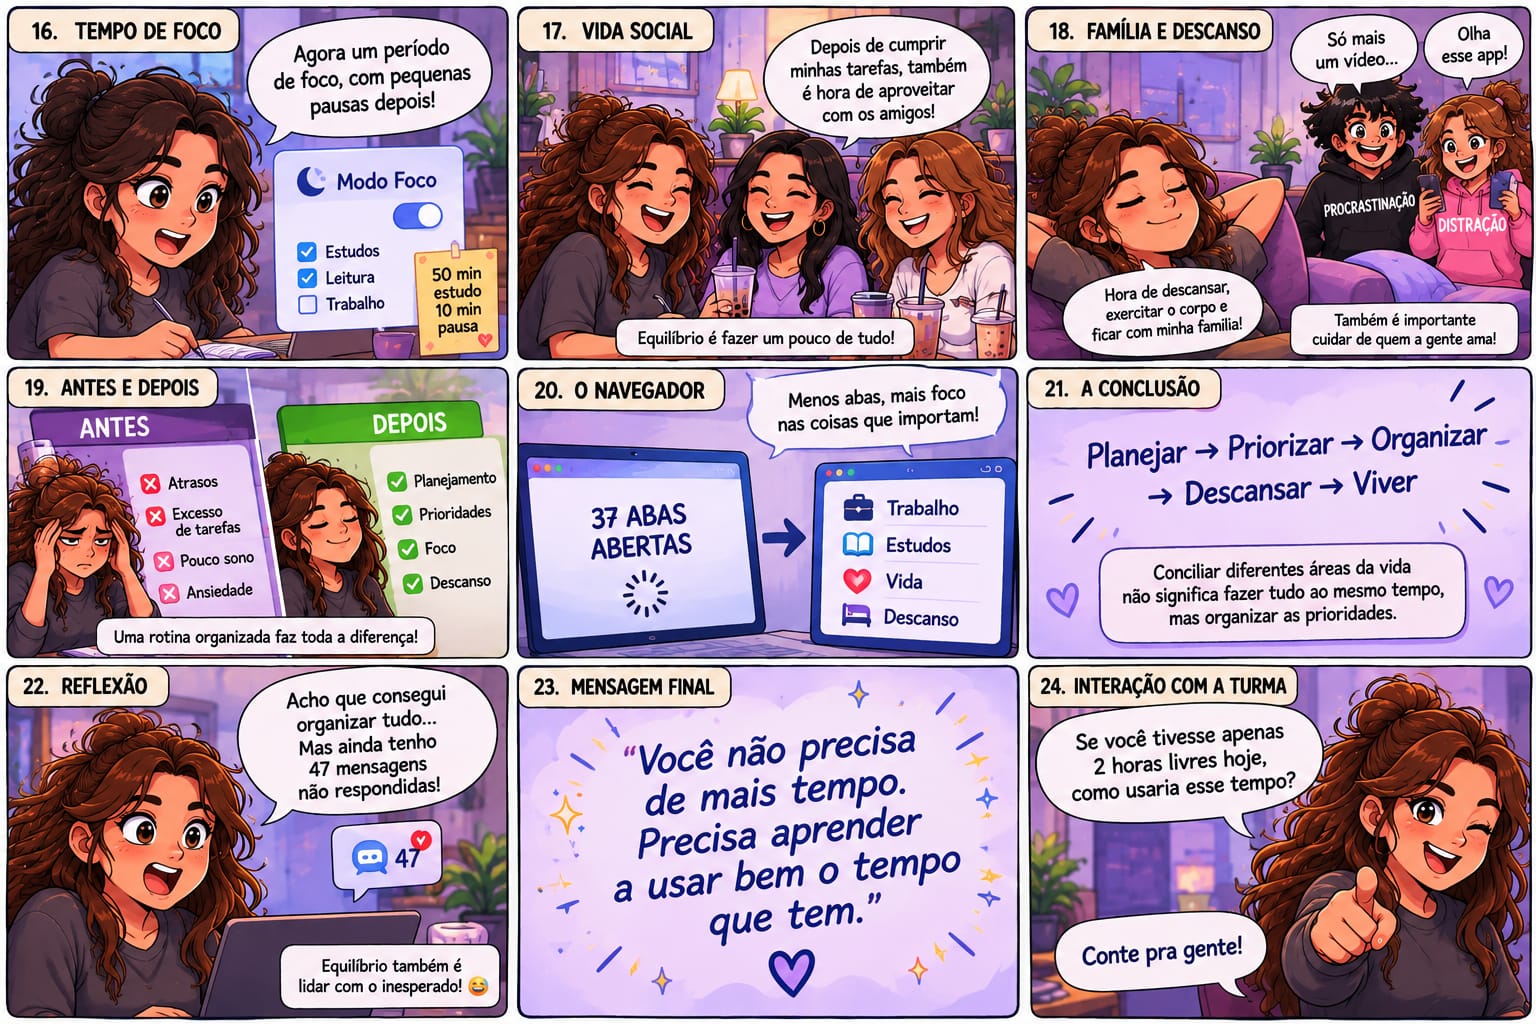 16. TEMPO DE FOCO
Agora um período
de foco, com pequenas
pausas depois!
Modo Foco
Estudos
Leitura
Trabalho
50 min
estudo
10 min
pausa
17. VIDA SOCIAL
Depois de cumprir
minhas tarefas, também
é hora de aproveitar
com os amigos!
Equilíbrio é fazer um pouco de tudo!
18. FAMÍLIA E DESCANSO
Só mais
um vídeo...
Olha
esse app!
PROCRASTINAÇÃO
DISTRAÇÃO
Hora de descansar,
exercitar o corpo e
ficar com minha familia!
Também é importante
cuidar de quem a gente ama!
19. ANTES E DEPOIS
ANTES
Atrasos
Excesso
de tarefas
Pouco sono
Ansiedade
DEPOIS
Planejamento
Prioridades
Foco
Descanso
Uma rotina organizada faz toda a diferença!
20. O NAVEGADOR
Menos abas, mais foco
nas coisas que importam!
37 ABAS
ABERTAS
Trabalho
Estudos
Vida
Descanso
21. A CONCLUSÃO
Planejar → Priorizar → Organizar
→ Descansar → Viver
Conciliar diferentes áreas da vida
não significa fazer tudo ao mesmo tempo,
mas organizar as prioridades.
22. REFLEXÃO
Acho que consegui
organizar tudo...
Mas ainda tenho
47 mensagens
não respondidas!
47
Equilíbrio também é
lidar com o inesperado! 😅
23. MENSAGEM FINAL
"Você não precisa
de mais tempo.
Precisa aprender
a usar bem o tempo
que tem."
24. INTERAÇÃO COM A TURMA
Se você tivesse apenas
2 horas livres hoje,
como usaria esse tempo?
Conte pra gente!